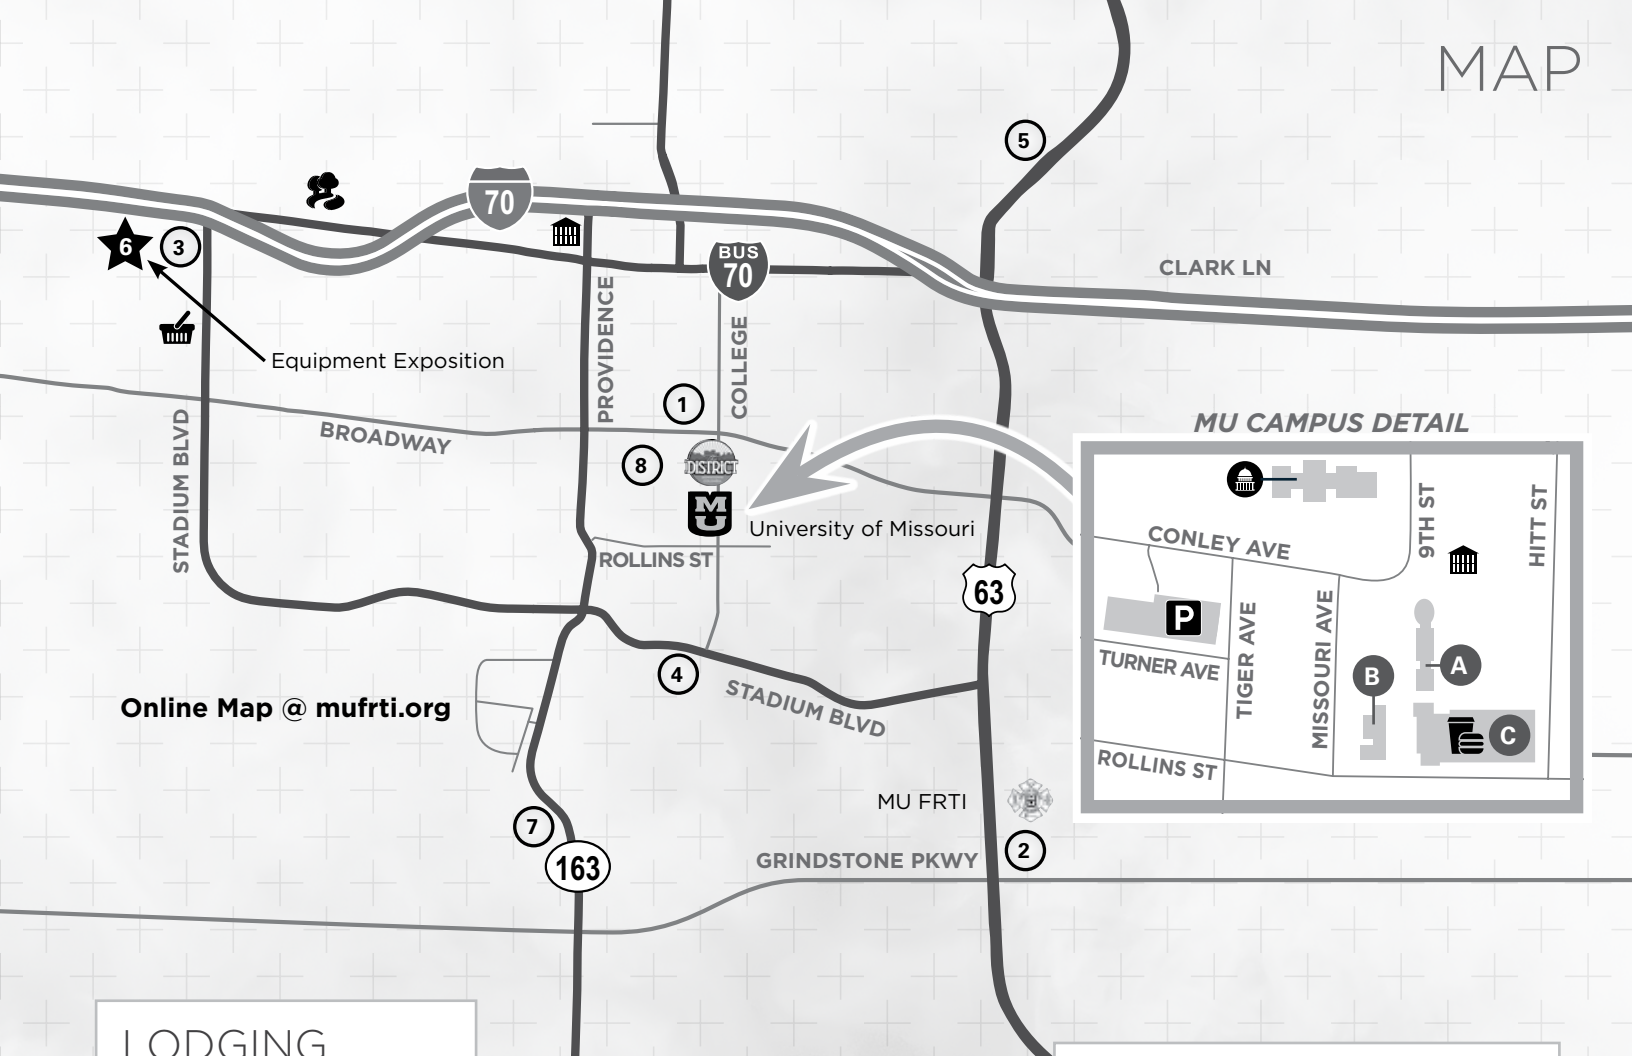 MAP
5
70
6
3
BUS
70
CLARK LN
PROVIDENCE
COLLEGE
Equipment Exposition
1
STADIUM BLVD
BROADWAY
MU CAMPUS DETAIL
8
DISTRICT
MU
University of Missouri
ROLLINS ST
63
4
STADIUM BLVD
Online Map @ mufrti.org
CONLEY AVE
9TH ST
HITT ST
P
TURNER AVE
TIGER AVE
MISSOURI AVE
A
B
C
ROLLINS ST
MU FRTI
7
2
163
GRINDSTONE PKWY
LODGING